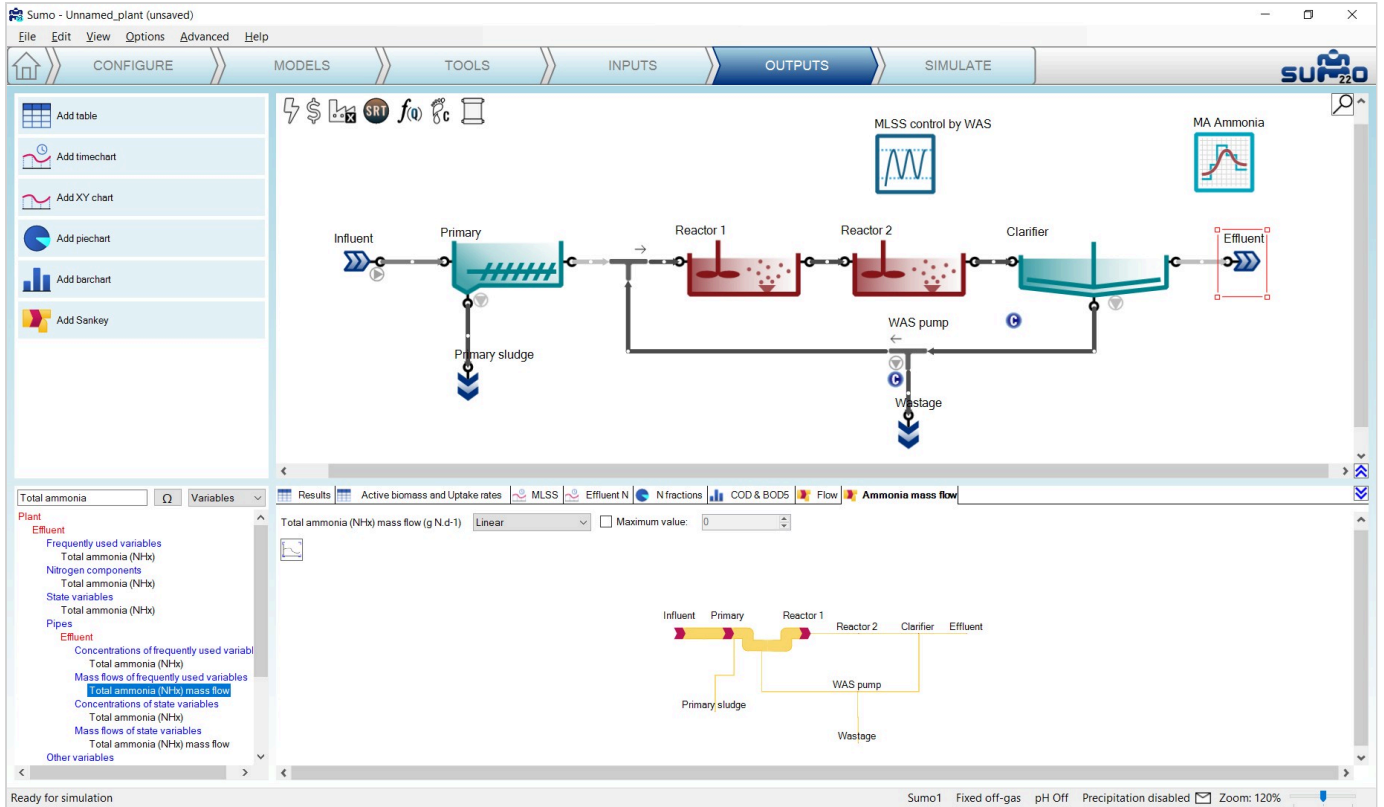 Sumo - Unnamed_plant (unsaved)
File Edit View Options Advanced Help
CONFIGURE MODELS TOOLS INPUTS OUTPUTS SIMULATE
SUMO 22
Add table
Add timechart
Add XY chart
Add piechart
Add barchart
Add Sankey
$ SRT f(Q) C
MLSS control by WAS
MA Ammonia
Influent
Primary
Reactor 1
Reactor 2
Clarifier
Effluent
WAS pump
C
C
Primary sludge
Wastage
Total ammonia Ω Variables
Plant
Effluent
Frequently used variables
Total ammonia (NHx)
Nitrogen components
Total ammonia (NHx)
State variables
Total ammonia (NHx)
Pipes
Effluent
Concentrations of frequently used variabl
Total ammonia (NHx)
Mass flows of frequently used variables
Total ammonia (NHx) mass flow
Concentrations of state variables
Total ammonia (NHx)
Mass flows of state variables
Total ammonia (NHx) mass flow
Other variables
Results Active biomass and Uptake rates MLSS Effluent N N fractions COD & BOD5 Flow Ammonia mass flow
Total ammonia (NHx) mass flow (g N.d-1) Linear Maximum value: 0
Influent Primary Reactor 1
Reactor 2 Clarifier Effluent
WAS pump
Primary sludge
Wastage
Ready for simulation
Sumo1 Fixed off-gas pH Off Precipitation disabled Zoom: 120%